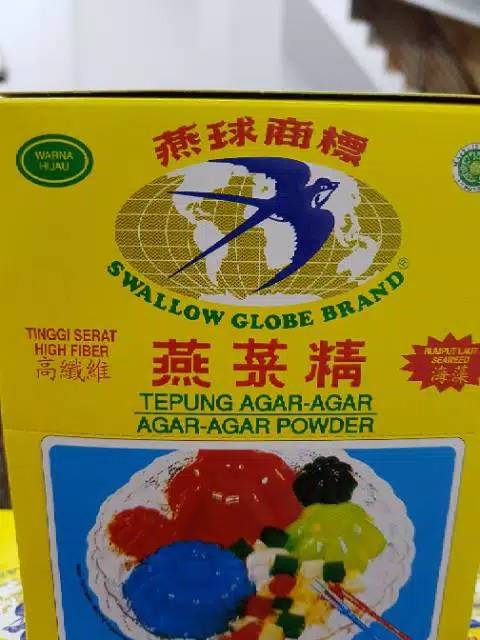 燕球商標
WARNA
HIJAU
SWALLOW GLOBE BRAND®
TINGGI SERAT
HIGH FIBER
高纖維
燕菜精
RUMPUT LAUT
SEAWEED
海藻
TEPUNG AGAR-AGAR
AGAR-AGAR POWDER